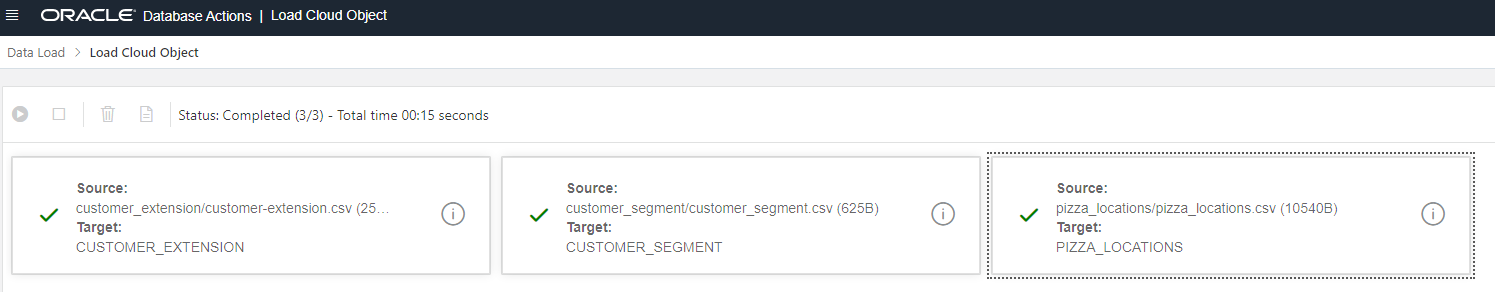 ORACLE Database Actions | Load Cloud Object
Data Load > Load Cloud Object
Status: Completed (3/3) - Total time 00:15 seconds
Source:
customer_extension/customer-extension.csv (25...
Target:
CUSTOMER_EXTENSION
Source:
customer_segment/customer_segment.csv (625B)
Target:
CUSTOMER_SEGMENT
Source:
pizza_locations/pizza_locations.csv (10540B)
Target:
PIZZA_LOCATIONS